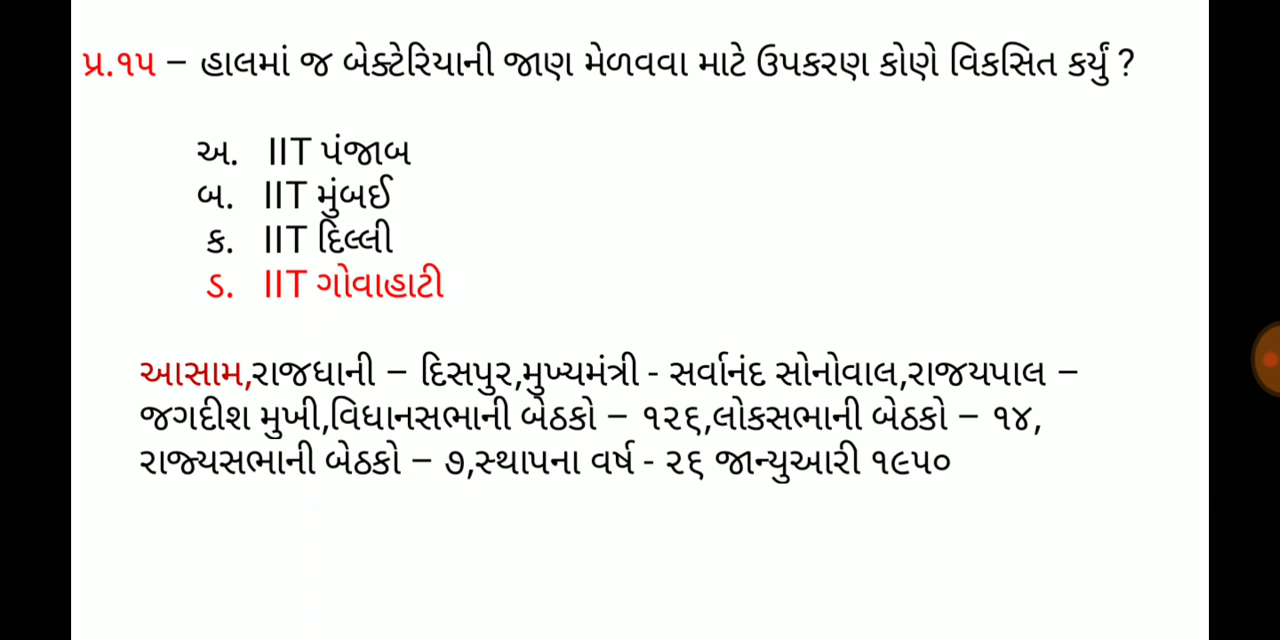 પ્ર.૧૫ – હાલમાં જ બેક્ટેરિયાની જાણ મેળવવા માટે ઉપકરણ કોણે વિકસિત કર્યું ?
અ. IIT પંજાબ
બ. IIT મુંબઈ
ક. IIT દિલ્લી
ડ. IIT ગોવાહાટી
આસામ,રાજધાની – દિસપુર,મુખ્યમંત્રી - સર્વાનંદ સોનોવાલ,રાજયપાલ –
જગદીશ મુખી,વિધાનસભાની બેઠકો – ૧૨૬,લોકસભાની બેઠકો – ૧૪,
રાજ્યસભાની બેઠકો – ૭,સ્થાપના વર્ષ - ૨૬ જાન્યુઆરી ૧૯૫૦